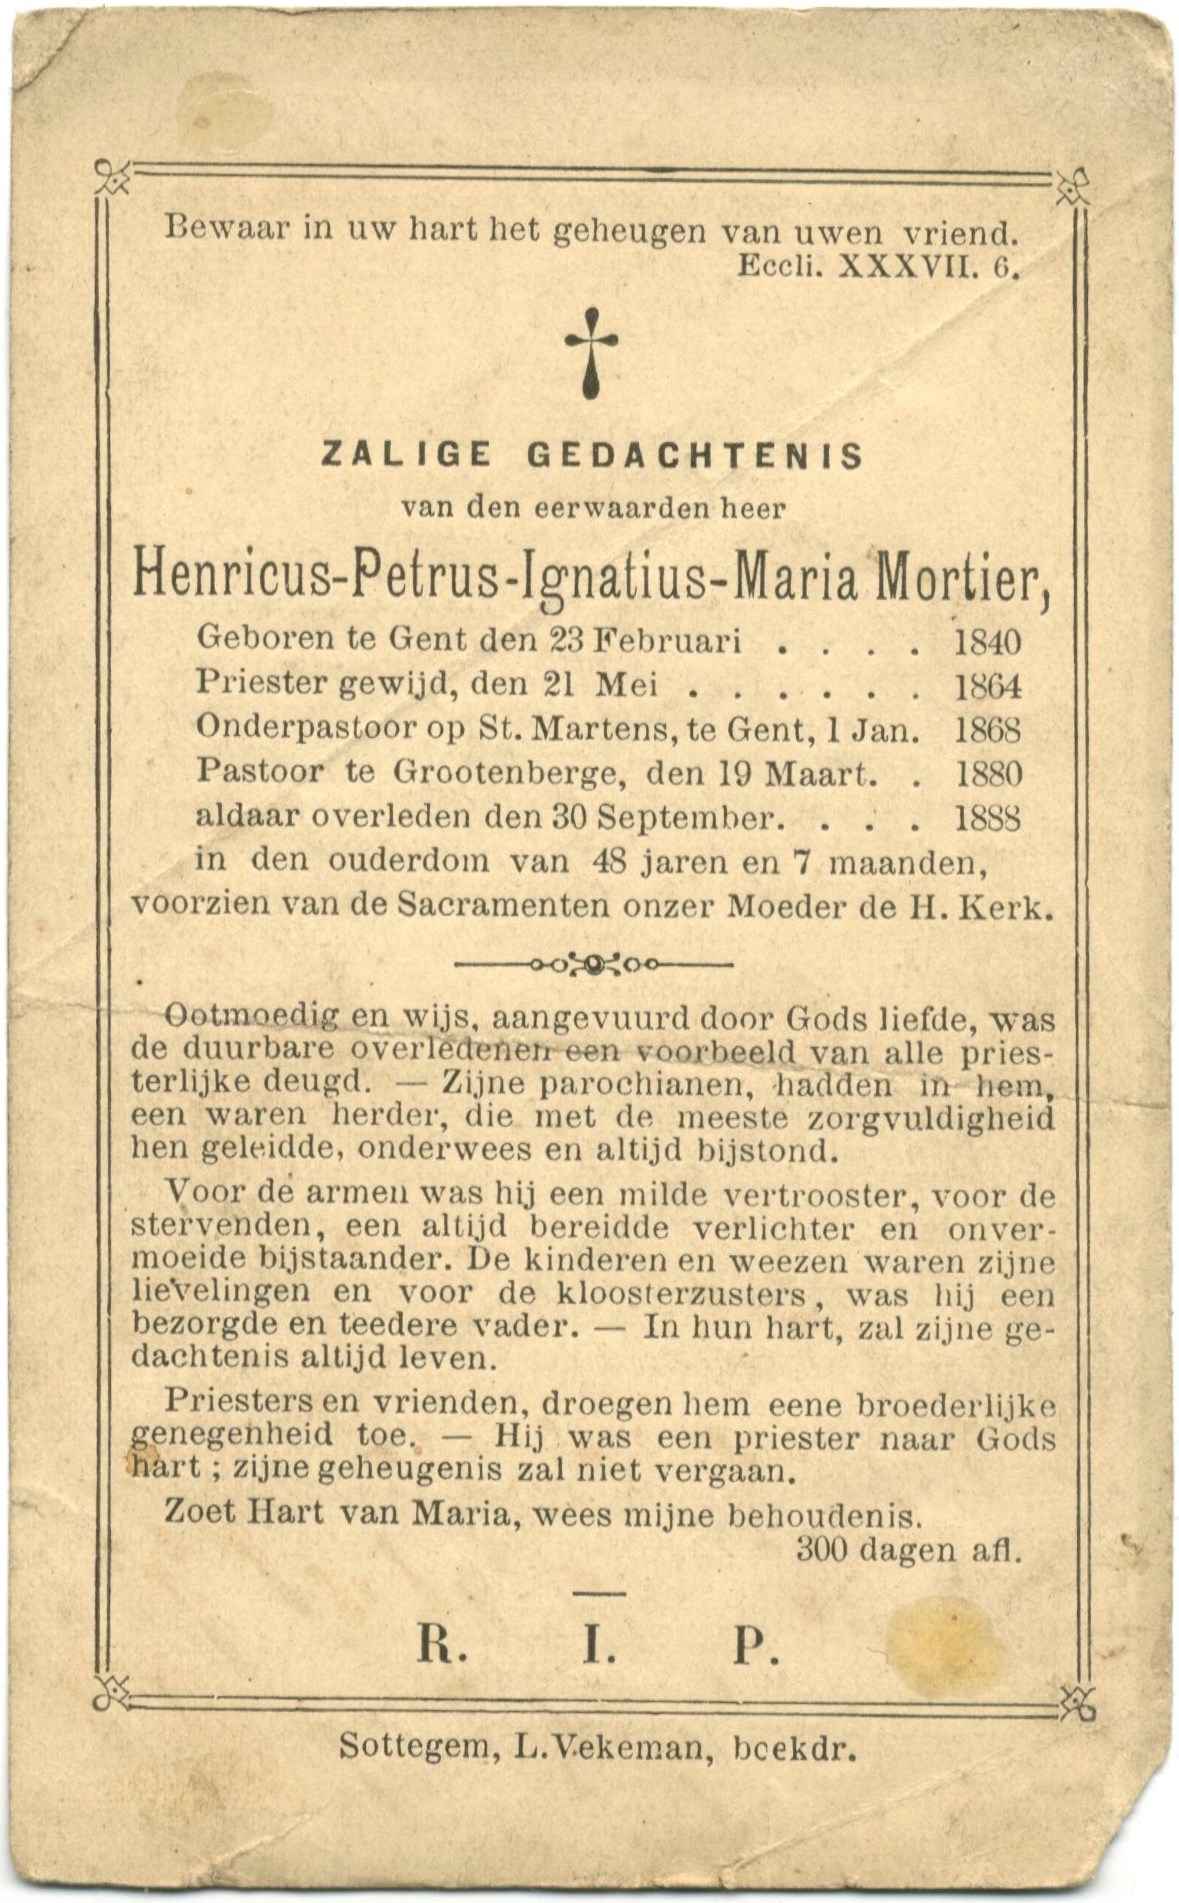 Bewaar in uw hart het geheugen van uwen vriend.
Eccli. XXXVII. 6.
ZALIGE GEDACHTENIS
van den eerwaarden heer
Henricus-Petrus-Ignatius-Maria Mortier,
Geboren te Gent den 23 Februari . . . . 1840
Priester gewijd, den 21 Mei . . . . . . 1864
Onderpastoor op St. Martens, te Gent, 1 Jan. 1868
Pastoor te Grootenberge, den 19 Maart. . 1880
aldaar overleden den 30 September. . . . 1888
in den ouderdom van 48 jaren en 7 maanden,
voorzien van de Sacramenten onzer Moeder de H. Kerk.
Ootmoedig en wijs, aangevuurd door Gods liefde, was
de duurbare overledenen een voorbeeld van alle pries-
terlijke deugd. — Zijne parochianen, hadden in hem,
een waren herder, die met de meeste zorgvuldigheid
hen geleidde, onderwees en altijd bijstond.
Voor de armen was hij een milde vertrooster, voor de
stervenden, een altijd bereidde verlichter en onver-
moeide bijstaander. De kinderen en weezen waren zijne
lievelingen en voor de kloosterzusters, was hij een
bezorgde en teedere vader. — In hun hart, zal zijne ge-
dachtenis altijd leven.
Priesters en vrienden, droegen hem eene broederlijke
genegenheid toe. — Hij was een priester naar Gods
hart ; zijne geheugenis zal niet vergaan.
Zoet Hart van Maria, wees mijne behoudenis.
300 dagen afl.
R. I. P.
Sottegem, L. Vekeman, boekdr.